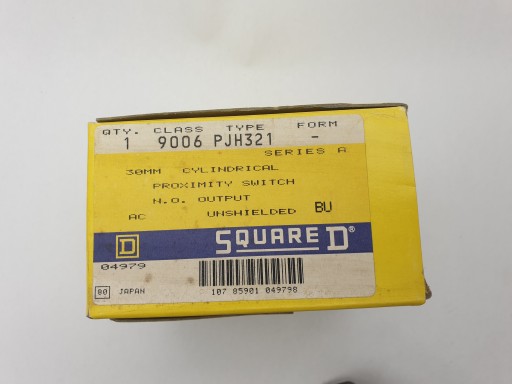 QTY. CLASS TYPE FORM
1 9006 PJH321 -
SERIES A
30MM CYLINDRICAL
PROXIMITY SWITCH
N.O. OUTPUT
AC UNSHIELDED BU
D SQUARE D®
04979
80 JAPAN 107 85901 049798